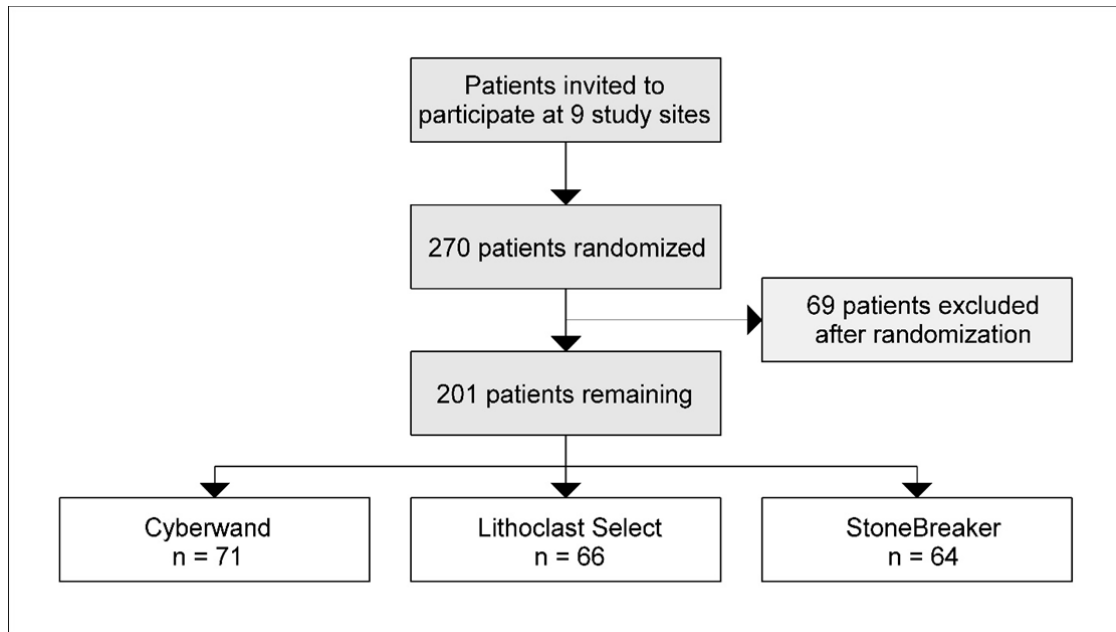 Patients invited to
participate at 9 study sites
270 patients randomized
69 patients excluded
after randomization
201 patients remaining
Cyberwand
n = 71
Lithoclast Select
n = 66
StoneBreaker
n = 64